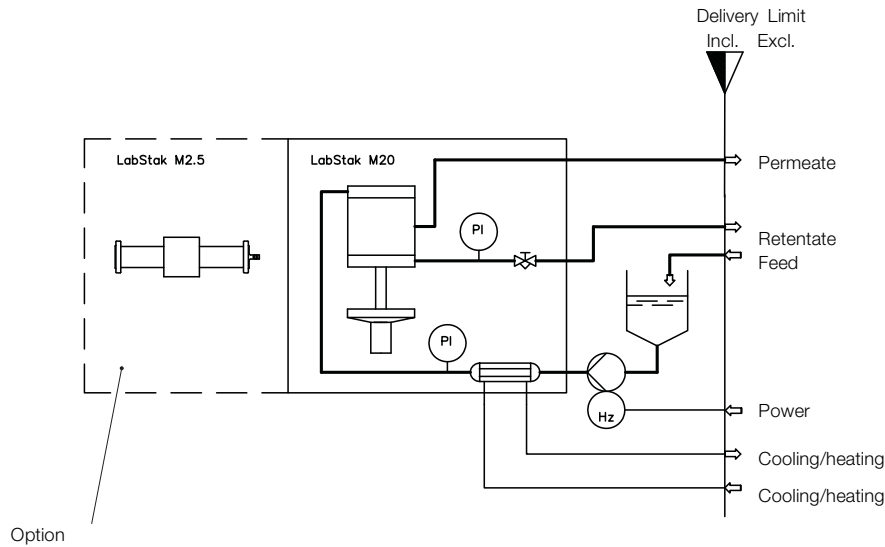 Delivery Limit
Incl. Excl.
LabStak M2.5
LabStak M20
Permeate
PI
Retentate
Feed
PI
Hz
Power
Cooling/heating
Cooling/heating
Option